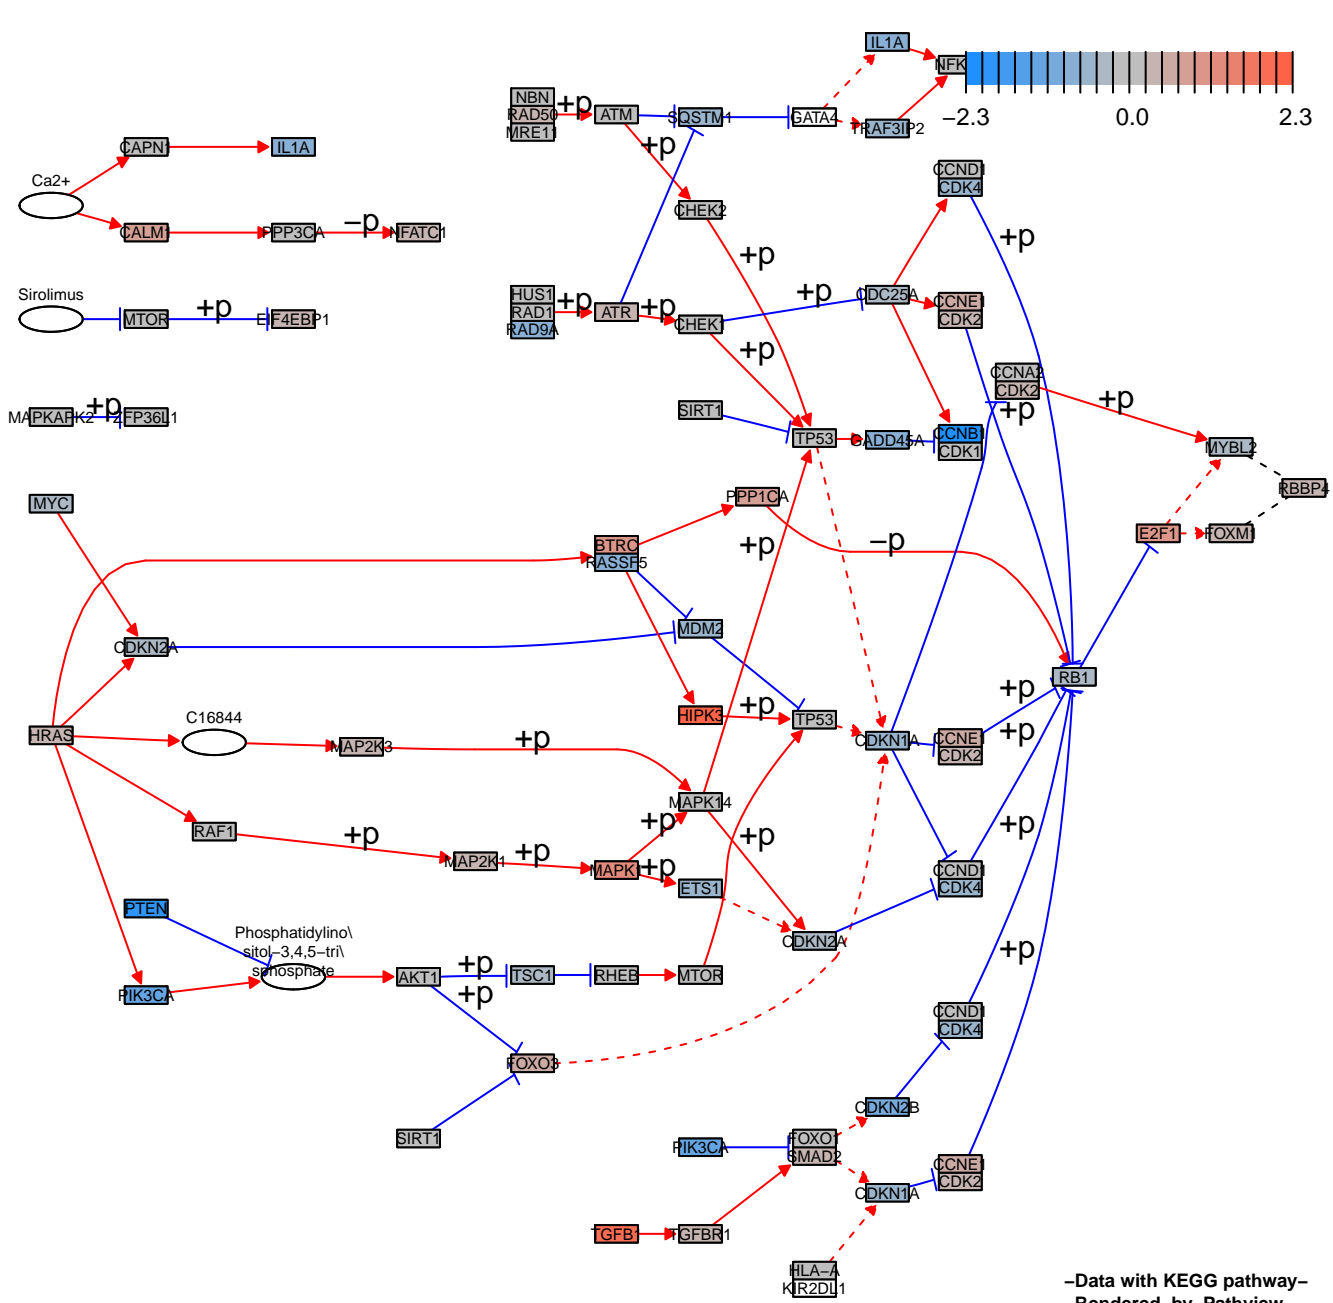 IL1A
NFK
−2.3
0.0
2.3
NBN
RAD50
MRE11
+p
ATM
SQSTM1
GATA4
TRAF3IP2
+p
CAPN1
IL1A
Ca2+
CALM1
PPP3CA
−p
NFATC1
CHEK2
CCND1
CDK4
+p
+p
Sirolimus
MTOR
+p
EIF4EBP1
HUS1
RAD1
RAD9A
+p
ATR
+p
CHEK1
+p
CDC25A
CCNE1
CDK2
+p
CCNA2
CDK2
+p
+p
MAPKAPK2
+p
ZFP36L1
SIRT1
TP53
GADD45A
CCNB1
CDK1
MYBL2
RBBP4
MYC
PPP1CA
E2F1
FOXM1
BTRC
RASSF5
+p
−p
CDKN2A
MDM2
RB1
+p
HRAS
C16844
MAP2K3
+p
HIPK3
+p
TP53
CDKN1A
CCNE1
CDK2
+p
MAPK14
RAF1
+p
MAP2K1
+p
MAPK1
+p
+p
+p
ETS1
+p
CCND1
CDK4
PTEN
Phosphatidylino\
sitol−3,4,5−tri\
sphosphate
CDKN2A
PIK3CA
AKT1
+p
+p
TSC1
RHEB
MTOR
+p
CCND1
CDK4
FOXO3
SIRT1
CDKN2B
PIK3CA
FOXO1
SMAD2
CCNE1
CDK2
CDKN1A
TGFB1
TGFBR1
HLA−A
KIR2DL1
−Data with KEGG pathway−
−Rendered by Pathview−